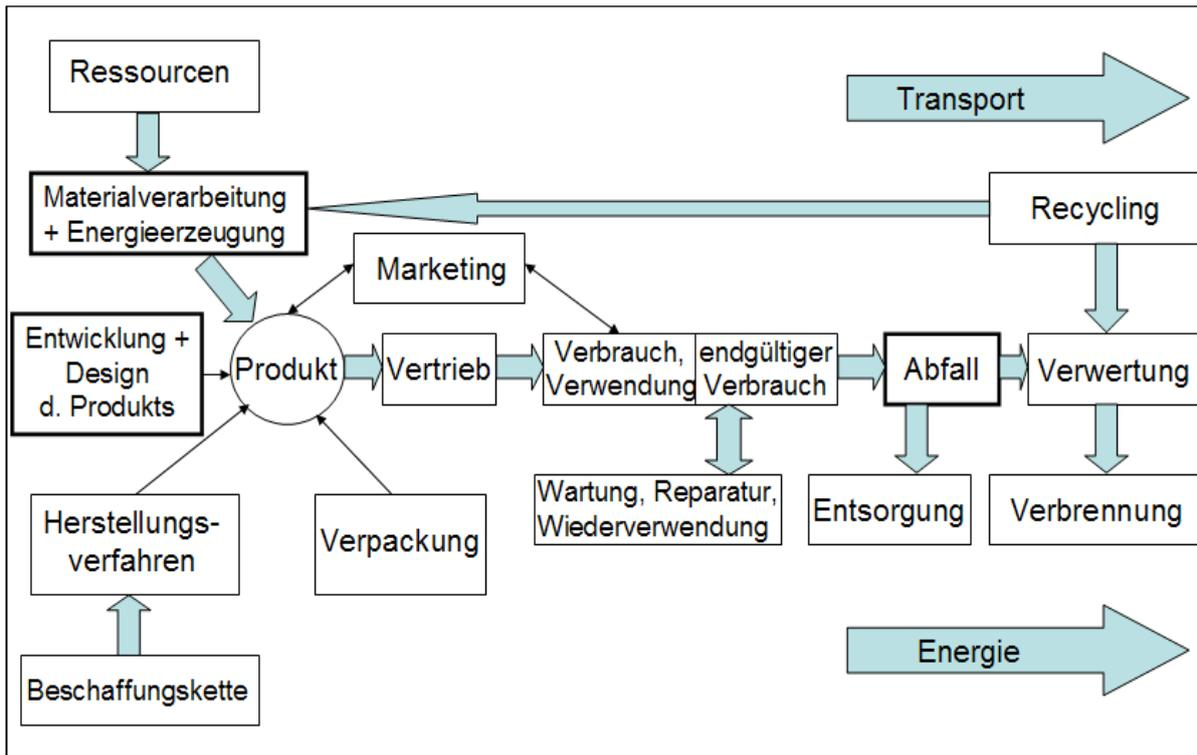 Ressourcen
Transport
Materialverarbeitung
+ Energieerzeugung
Recycling
Marketing
Entwicklung +
Design
d. Produkts
Produkt
Vertrieb
Verbrauch,
Verwendung
endgültiger
Verbrauch
Abfall
Verwertung
Herstellungs-
verfahren
Verpackung
Wartung, Reparatur,
Wiederverwendung
Entsorgung
Verbrennung
Beschaffungskette
Energie